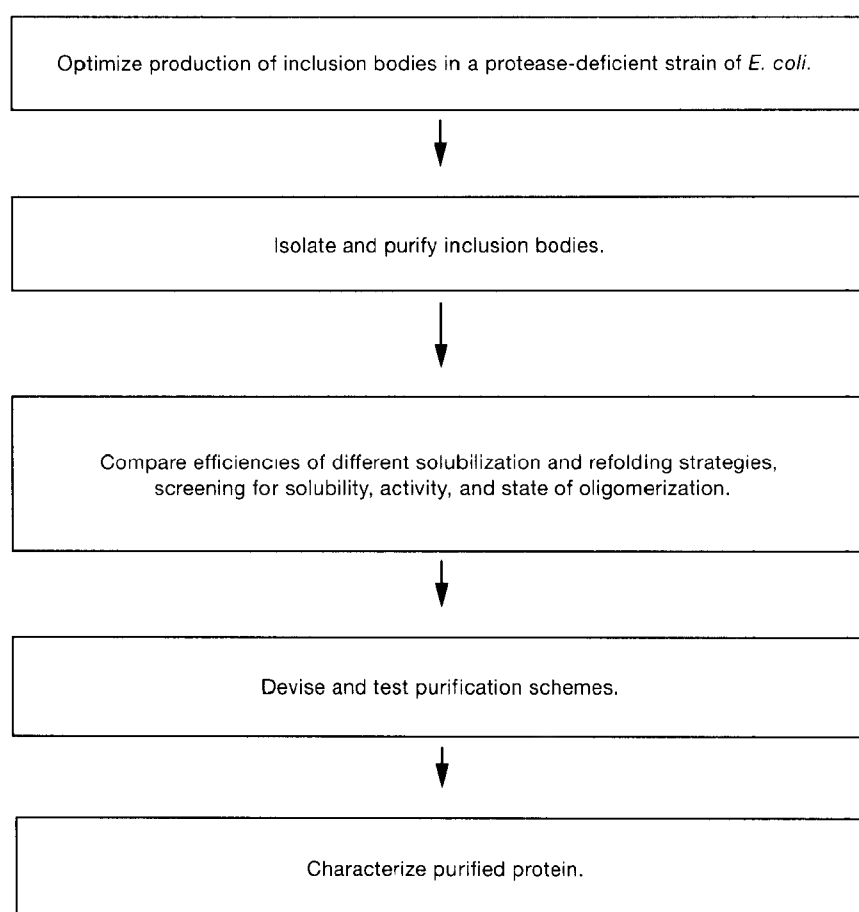 Optimize production of inclusion bodies in a protease-deficient strain of E. coli.
Isolate and purify inclusion bodies.
Compare efficiencies of different solubilization and refolding strategies,
screening for solubility, activity, and state of oligomerization.
Devise and test purification schemes.
Characterize purified protein.